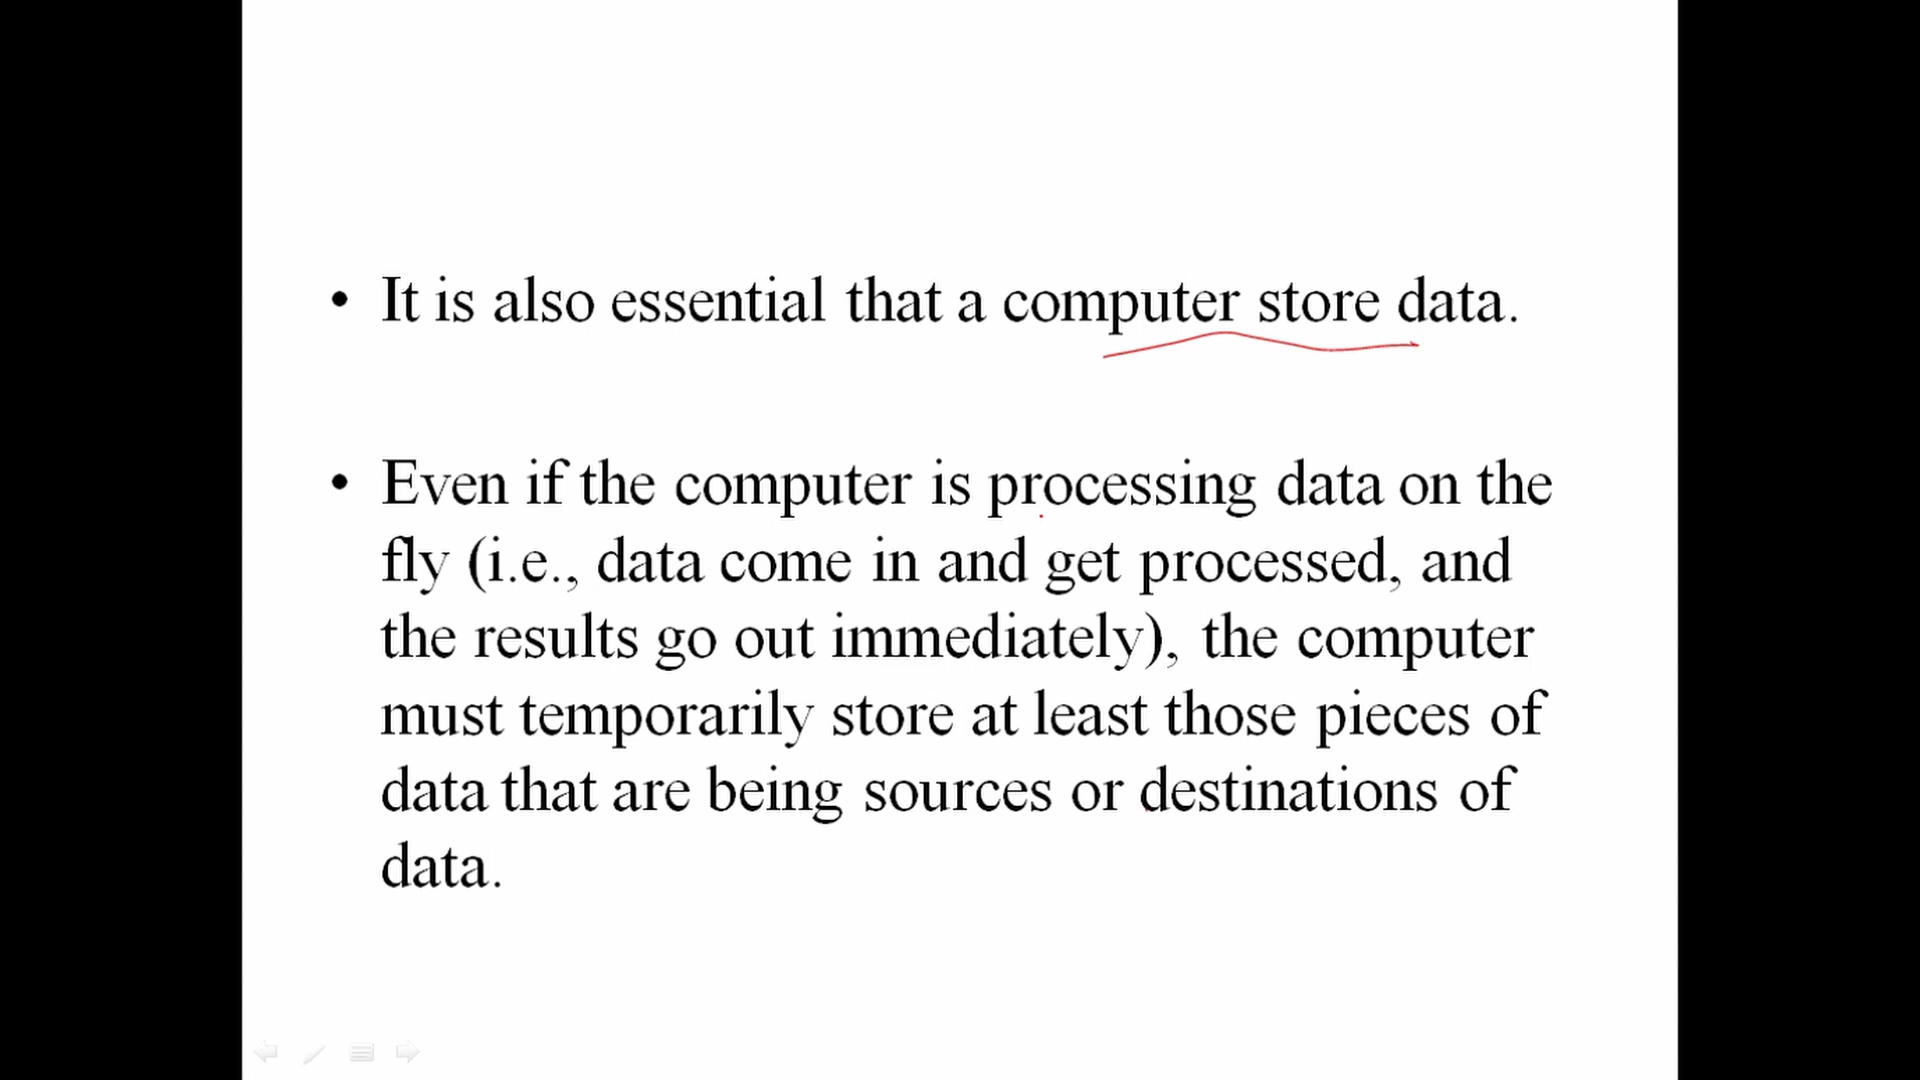 • It is also essential that a computer store data.
• Even if the computer is processing data on the
fly (i.e., data come in and get processed, and
the results go out immediately), the computer
must temporarily store at least those pieces of
data that are being sources or destinations of
data.